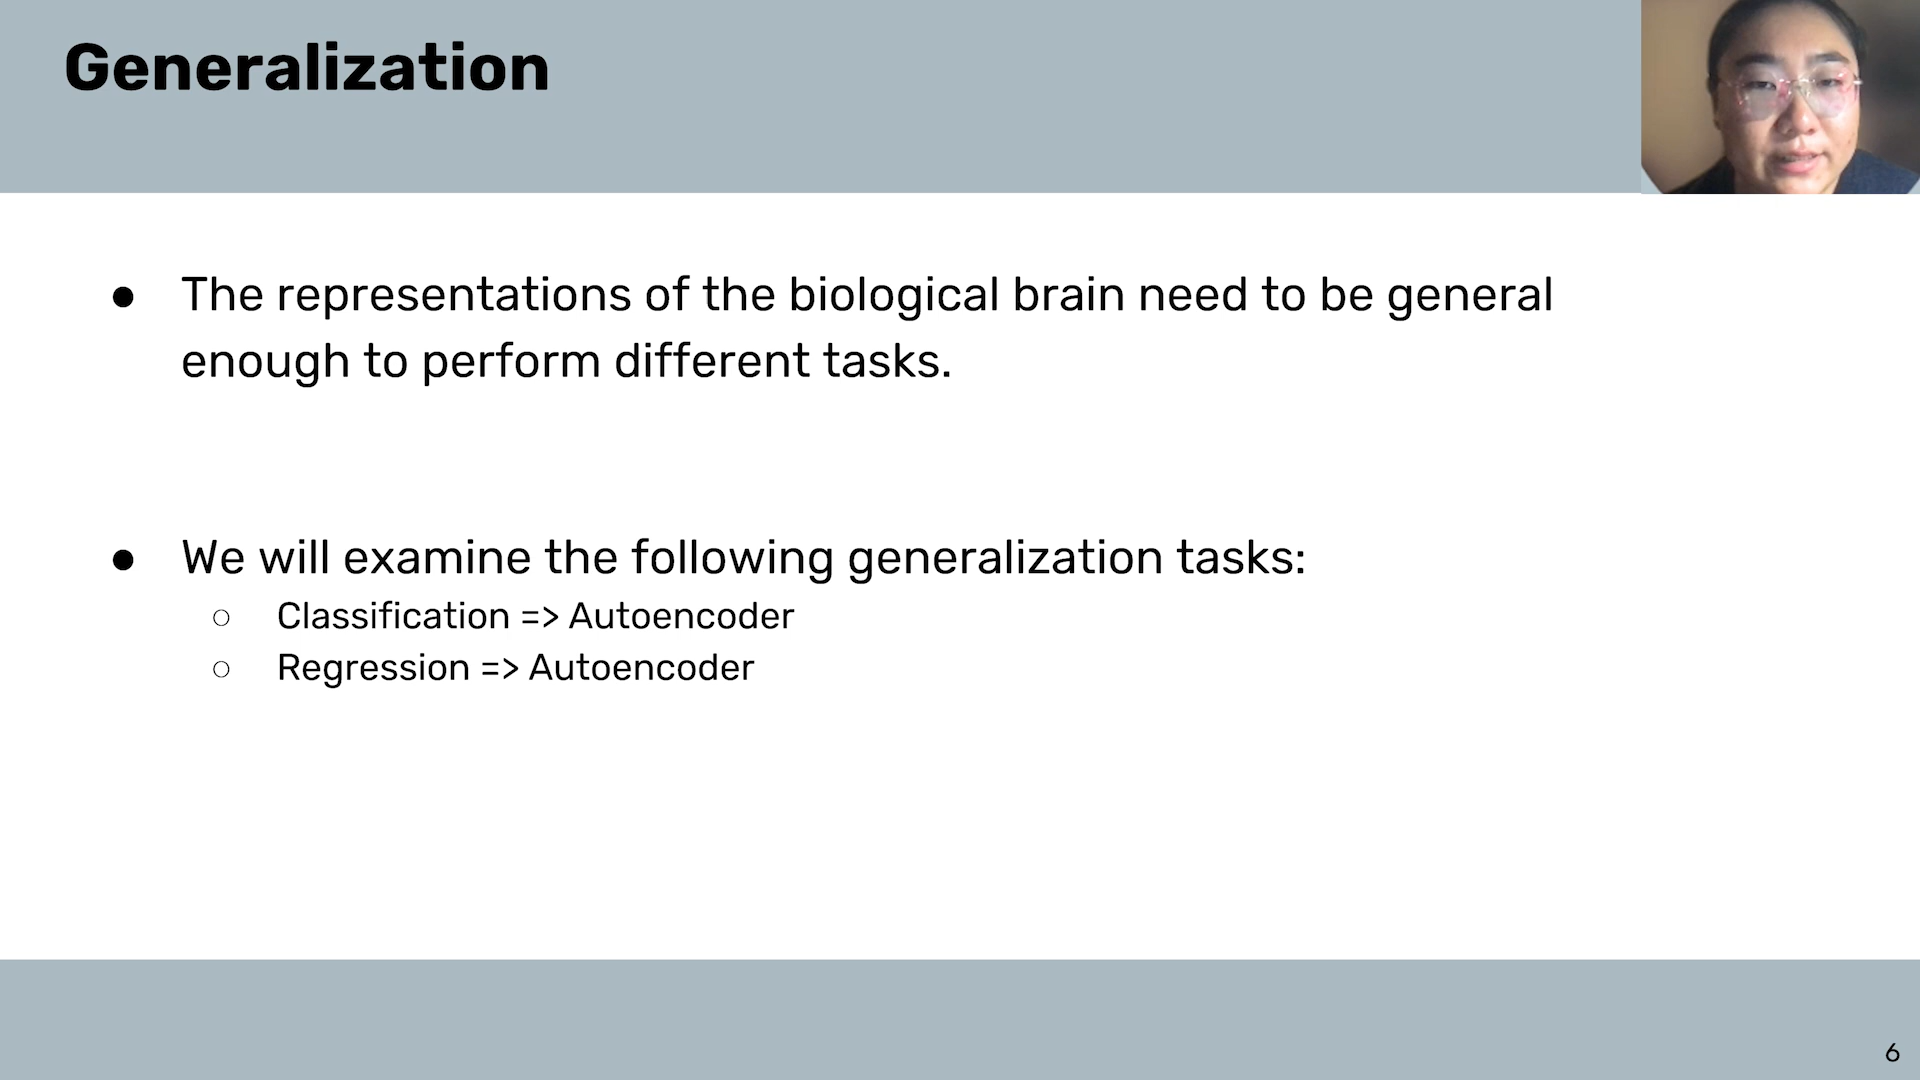 Generalization
● The representations of the biological brain need to be general
enough to perform different tasks.
● We will examine the following generalization tasks:
○ Classification => Autoencoder
○ Regression => Autoencoder
6